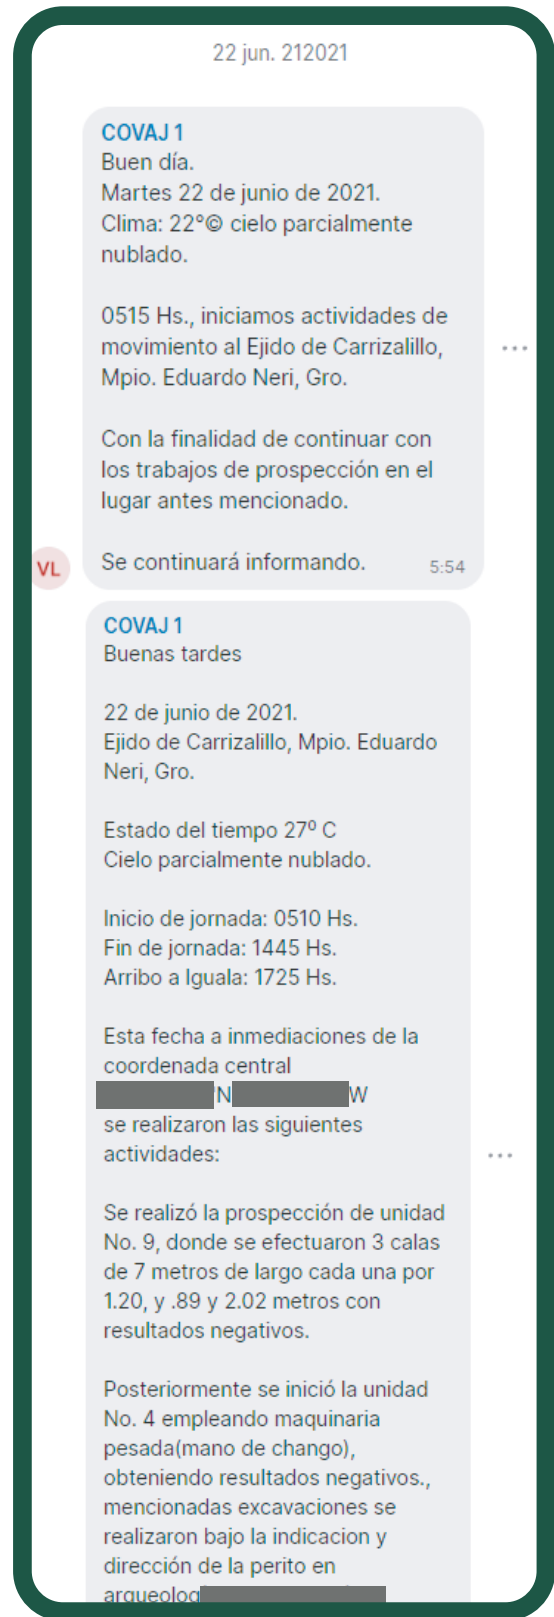 22 jun. 212021
COVAJ 1
Buen día.
Martes 22 de junio de 2021.
Clima: 22°© cielo parcialmente
nublado.
0515 Hs., iniciamos actividades de
movimiento al Ejido de Carrizalillo,
Mpio. Eduardo Neri, Gro.
Con la finalidad de continuar con
los trabajos de prospección en el
lugar antes mencionado.
Se continuará informando.
5:54
VL
COVAJ 1
Buenas tardes
22 de junio de 2021.
Ejido de Carrizalillo, Mpio. Eduardo
Neri, Gro.
Estado del tiempo 27º C
Cielo parcialmente nublado.
Inicio de jornada: 0510 Hs.
Fin de jornada: 1445 Hs.
Arribo a Iguala: 1725 Hs.
Esta fecha a inmediaciones de la
coordenada central
'N W
se realizaron las siguientes
actividades:
Se realizó la prospección de unidad
No. 9, donde se efectuaron 3 calas
de 7 metros de largo cada una por
1.20, y .89 y 2.02 metros con
resultados negativos.
Posteriormente se inició la unidad
No. 4 empleando maquinaria
pesada(mano de chango),
obteniendo resultados negativos.,
mencionadas excavaciones se
realizaron bajo la indicacion y
dirección de la perito en
arqueolog